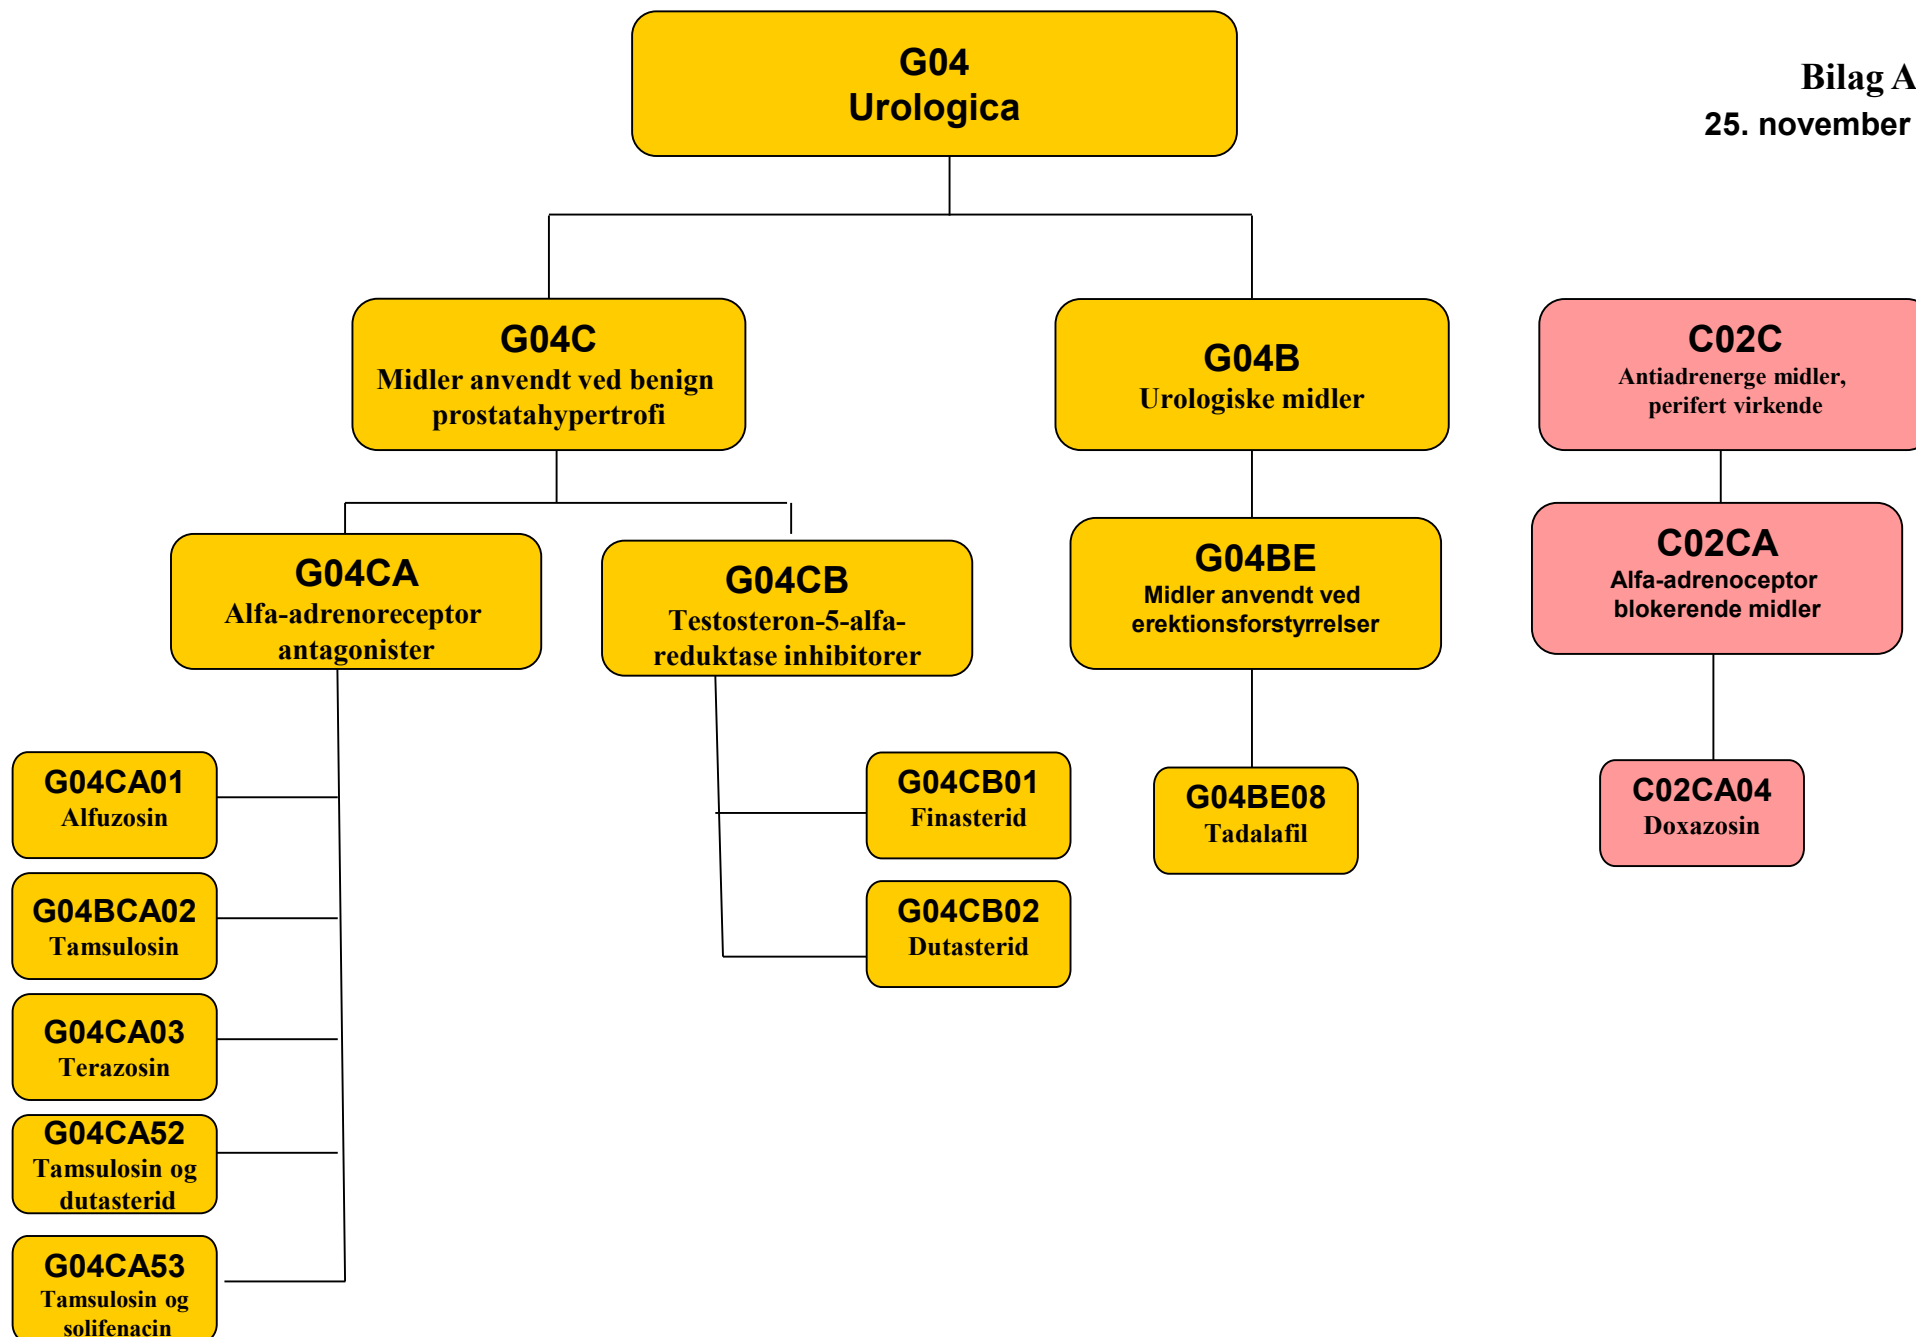 G04
Urologica
Bilag A
25. november
G04C
Midler anvendt ved benign
prostatahypertrofi
G04B
Urologiske midler
C02C
Antiadrenerge midler,
perifert virkende
G04CA
Alfa-adrenoreceptor
antagonister
G04CB
Testosteron-5-alfa-
reduktase inhibitorer
G04BE
Midler anvendt ved
erektionsforstyrrelser
C02CA
Alfa-adrenoceptor
blokerende midler
G04CA01
Alfuzosin
G04BCA02
Tamsulosin
G04CA03
Terazosin
G04CA52
Tamsulosin og
dutasterid
G04CA53
Tamsulosin og
solifenacin
G04CB01
Finasterid
G04CB02
Dutasterid
G04BE08
Tadalafil
C02CA04
Doxazosin